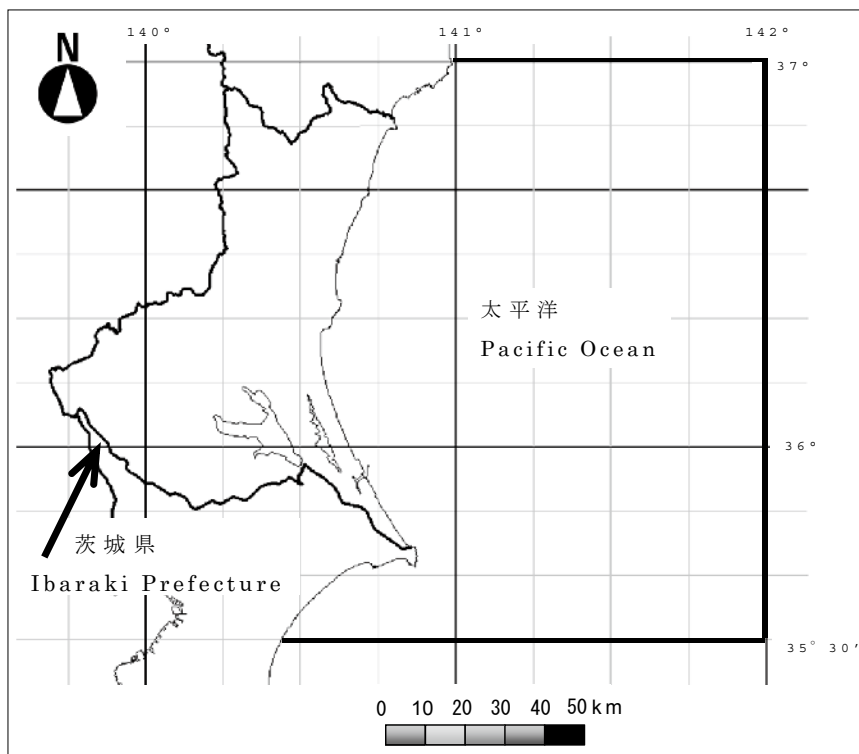 140°
141°
142°
N
37°
太平洋
Pacific Ocean
36°
茨城県
Ibaraki Prefecture
35° 30′
0 10 20 30 40 50km